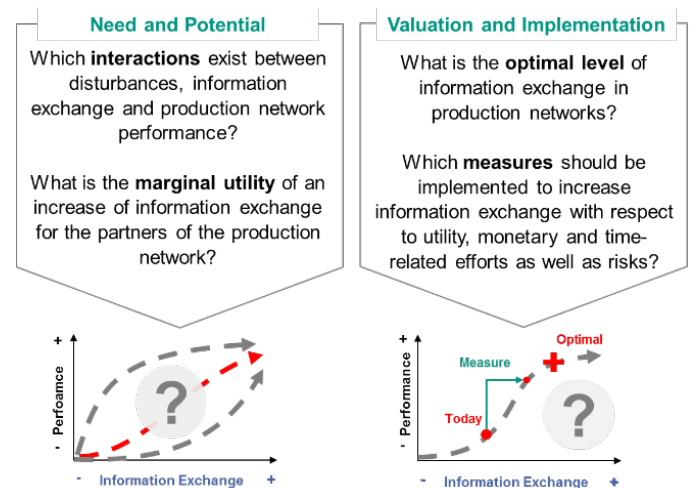 Need and Potential
Which interactions exist between
disturbances, information
exchange and production network
performance?
What is the marginal utility of an
increase of information exchange
for the partners of the production
network?
Valuation and Implementation
What is the optimal level of
information exchange in
production networks?
Which measures should be
implemented to increase
information exchange with respect
to utility, monetary and time-
related efforts as well as risks?
+
- Perfoamce
?
- Information Exchange +
+
- Performance
Optimal
Measure
Today
?
- Information Exchange +